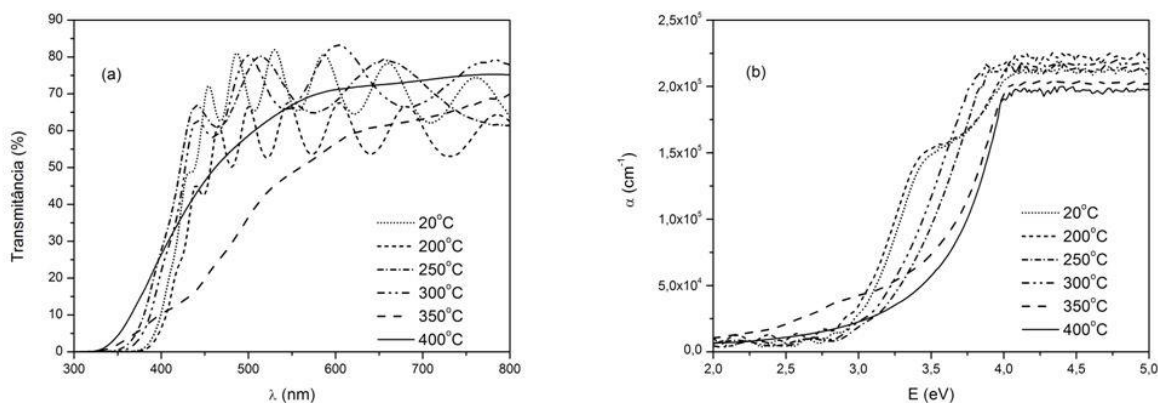 (a)
Transmitância (%)
90
80
70
60
50
40
30
20
10
0
300
400
500
600
700
800
λ (nm)
20°C
200°C
250°C
300°C
350°C
400°C
(b)
α (cm⁻¹)
2,5x10⁵
2,0x10⁵
1,5x10⁵
1,0x10⁵
5,0x10⁴
0,0
2,0
2,5
3,0
3,5
4,0
4,5
5,0
E (eV)
20°C
200°C
250°C
300°C
350°C
400°C